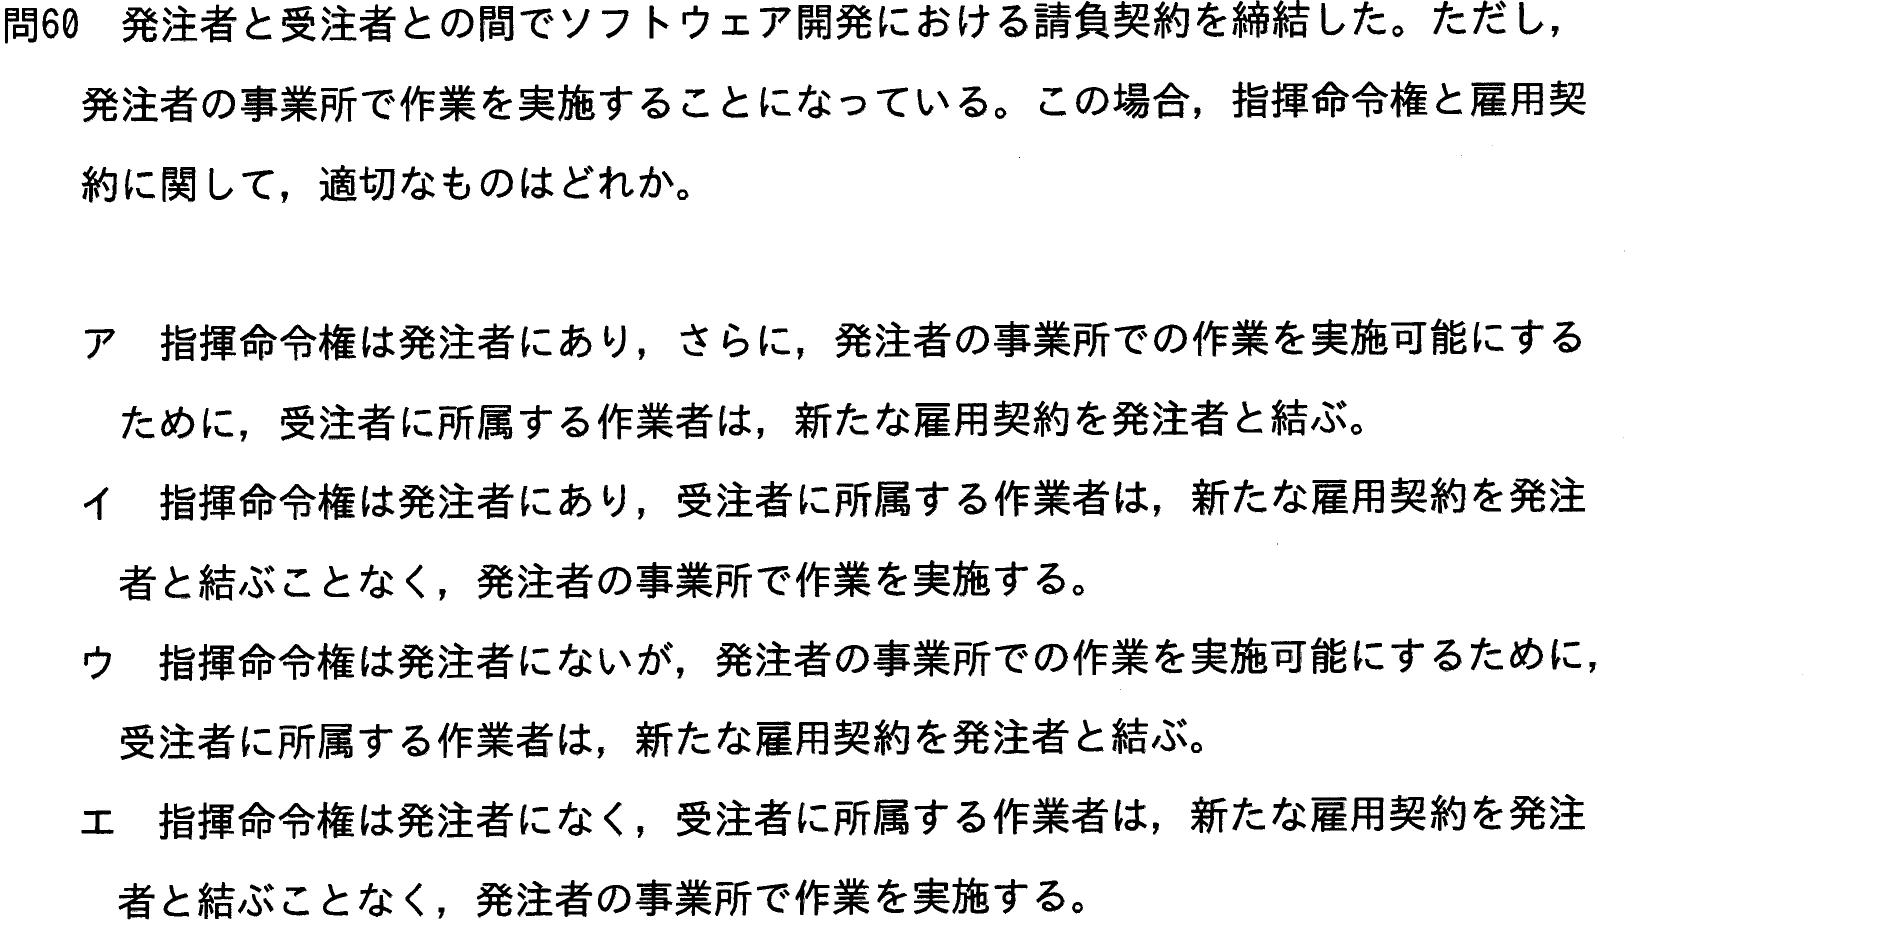 問60　発注者と受注者との間でソフトウェア開発における請負契約を締結した。ただし，
発注者の事業所で作業を実施することになっている。この場合，指揮命令権と雇用契
約に関して，適切なものはどれか。
ア　指揮命令権は発注者にあり，さらに，発注者の事業所での作業を実施可能にする
ために，受注者に所属する作業者は，新たな雇用契約を発注者と結ぶ。
イ　指揮命令権は発注者にあり，受注者に所属する作業者は，新たな雇用契約を発注
者と結ぶことなく，発注者の事業所で作業を実施する。
ウ　指揮命令権は発注者にないが，発注者の事業所での作業を実施可能にするために，
受注者に所属する作業者は，新たな雇用契約を発注者と結ぶ。
エ　指揮命令権は発注者になく，受注者に所属する作業者は，新たな雇用契約を発注
者と結ぶことなく，発注者の事業所で作業を実施する。